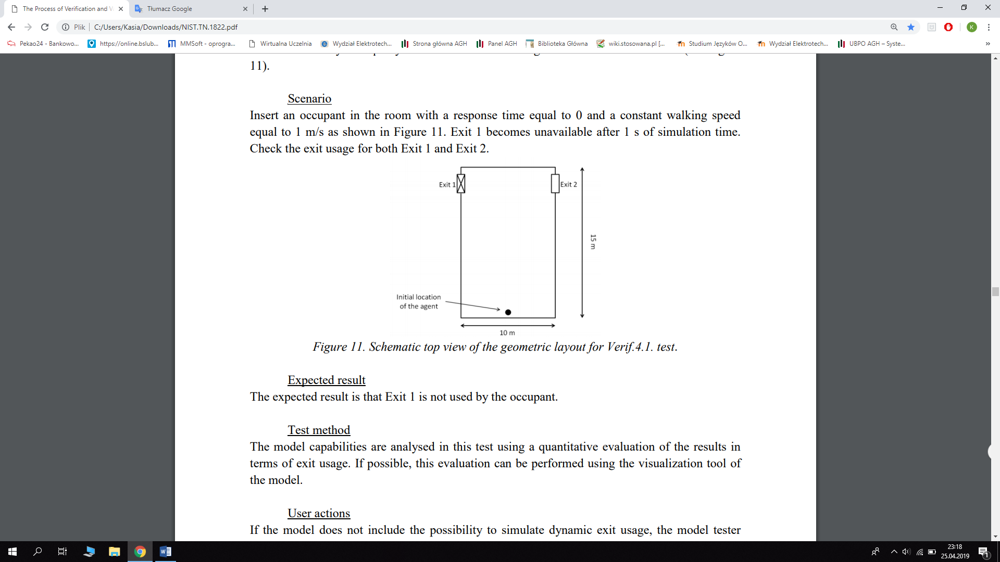 The Process of Verification and V
Tłumacz Google
Plik
C:/Users/Kasia/Downloads/NIST.TN.1822.pdf
K
Pekao24 - Bankowo...
https://online.bslub...
MMSoft - oprogra...
Wirtualna Uczelnia
Wydział Elektrotech...
Strona główna AGH
Panel AGH
Biblioteka Główna
wiki.stosowana.pl [...
Studium Języków O...
Wydział Elektrotech...
UBPO AGH – Syste...
»
11).
Scenario
Insert an occupant in the room with a response time equal to 0 and a constant walking speed
equal to 1 m/s as shown in Figure 11. Exit 1 becomes unavailable after 1 s of simulation time.
Check the exit usage for both Exit 1 and Exit 2.
Exit 1
Exit 2
15 m
Initial location
of the agent
10 m
Figure 11. Schematic top view of the geometric layout for Verif.4.1. test.
Expected result
The expected result is that Exit 1 is not used by the occupant.
Test method
The model capabilities are analysed in this test using a quantitative evaluation of the results in
terms of exit usage. If possible, this evaluation can be performed using the visualization tool of
the model.
User actions
If the model does not include the possibility to simulate dynamic exit usage, the model tester
23:18
25.04.2019
1